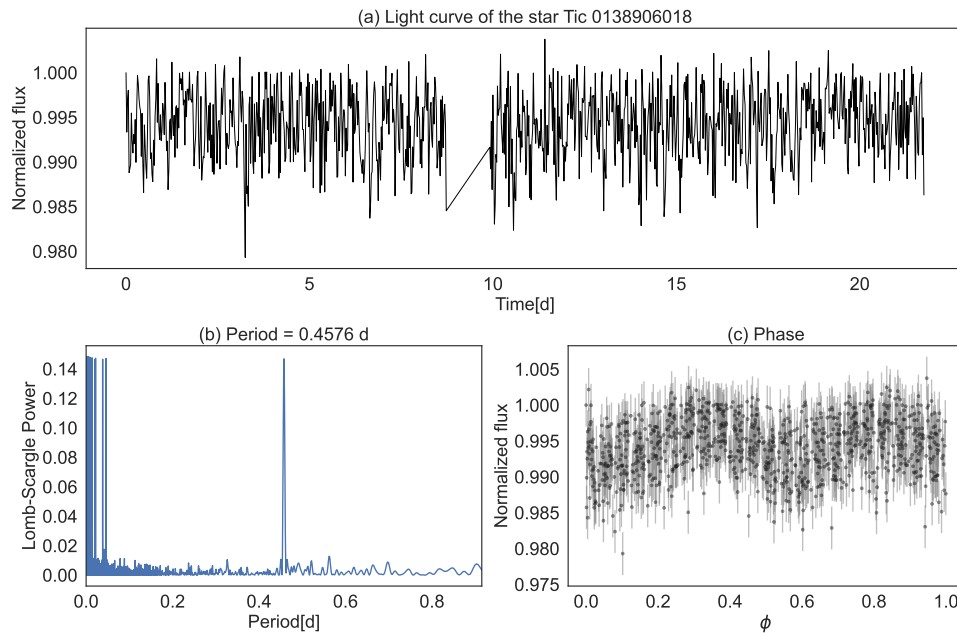 (a) Light curve of the star Tic 0138906018
Normalized flux
1.000
0.995
0.990
0.985
0.980
0 5 10 15 20
Time[d]
(b) Period = 0.4576 d
Lomb-Scargle Power
0.14
0.12
0.10
0.08
0.06
0.04
0.02
0.00
0.0 0.2 0.4 0.6 0.8
Period[d]
(c) Phase
Normalized flux
1.005
1.000
0.995
0.990
0.985
0.980
0.975
0.0 0.2 0.4 0.6 0.8 1.0
ϕ